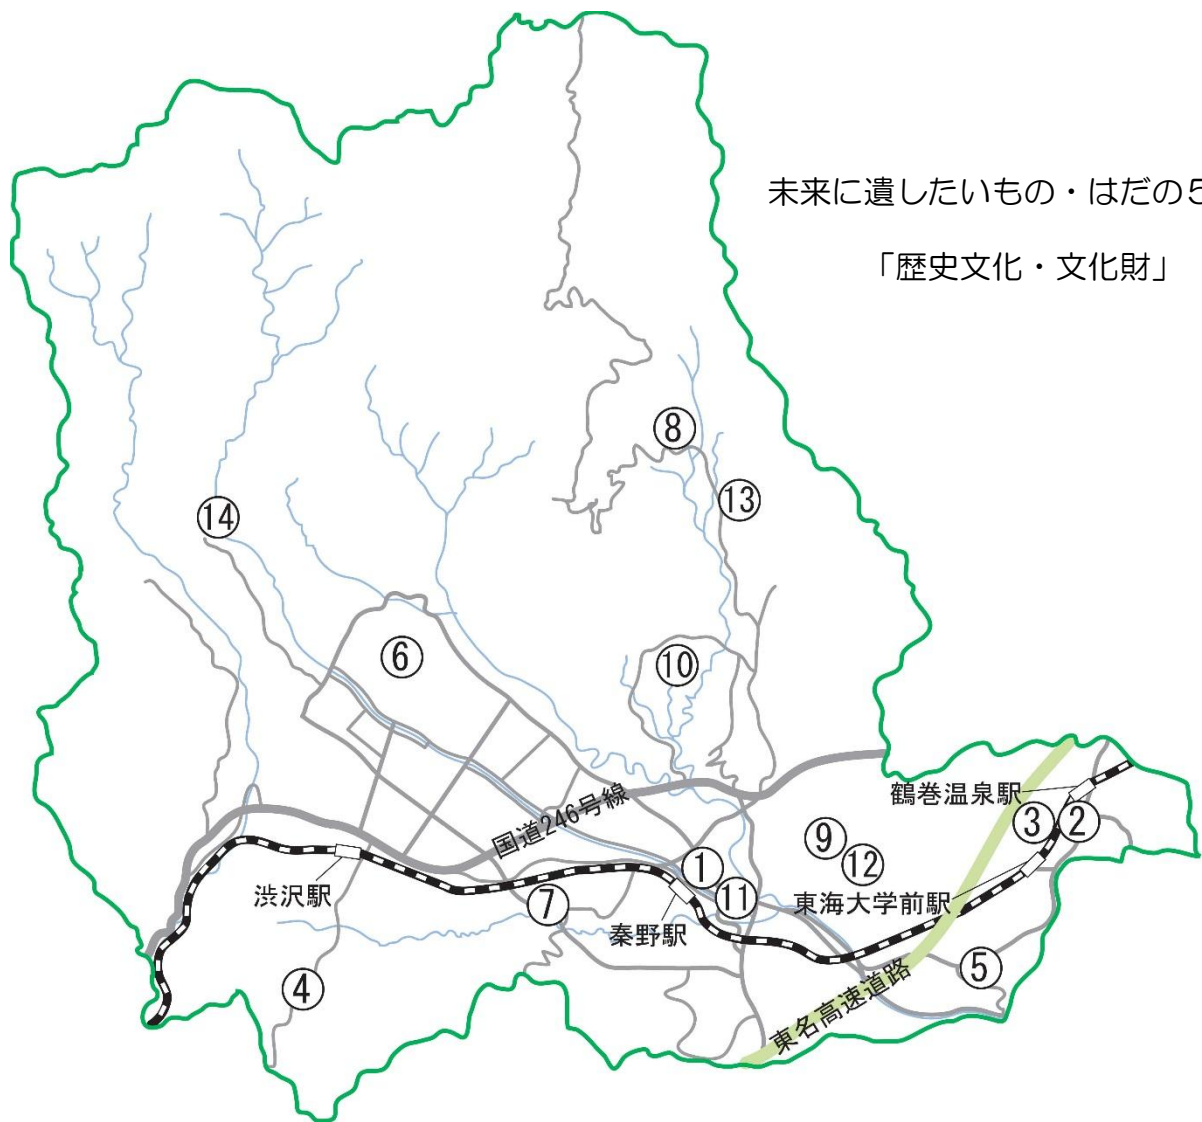 未来に遺したいもの・はだの5
「歴史文化・文化財」
⑧
⑬
⑭
⑥
⑩
鶴巻温泉駅
国道246号線
③
②
⑨
⑫
①
渋沢駅
⑪
東海大学前駅
⑦
秦野駅
⑤
④
東名高速道路